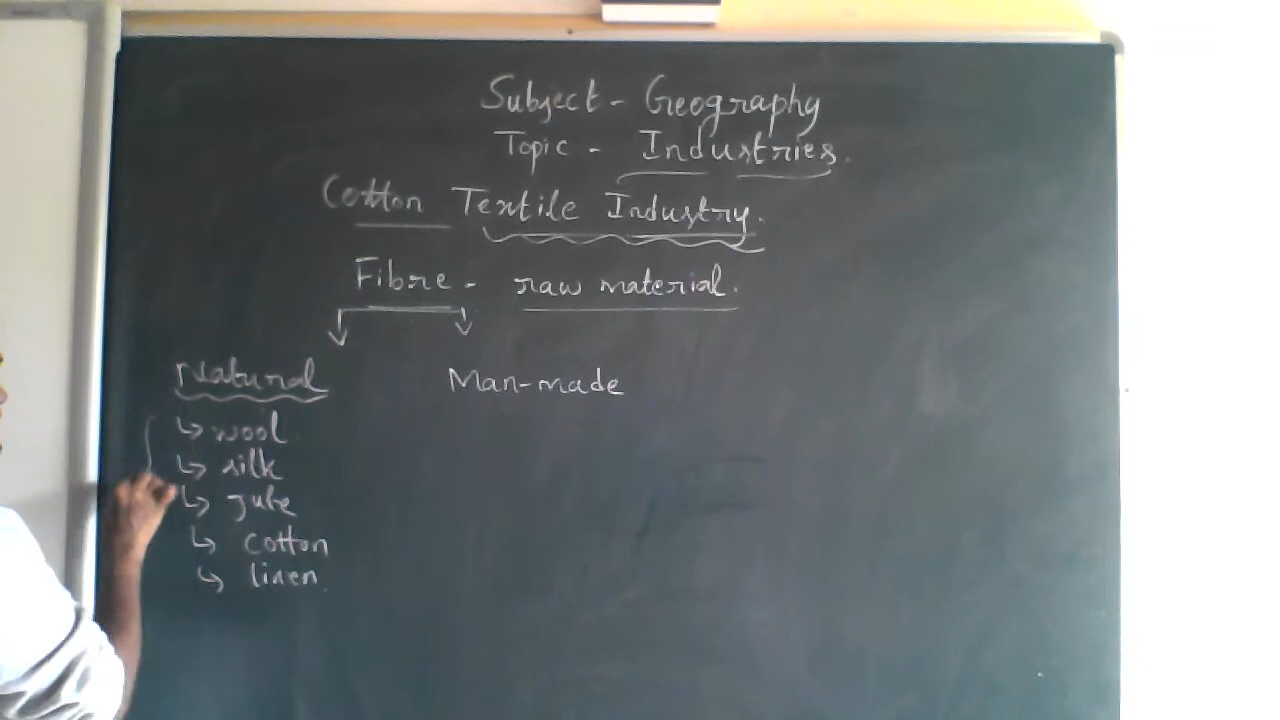 Subject - Geography
Topic - Industries.
Cotton Textile Industry.
Fibre - raw material.
Natural Man-made
↳ wool
↳ silk
↳ Jute
↳ cotton
↳ linen.